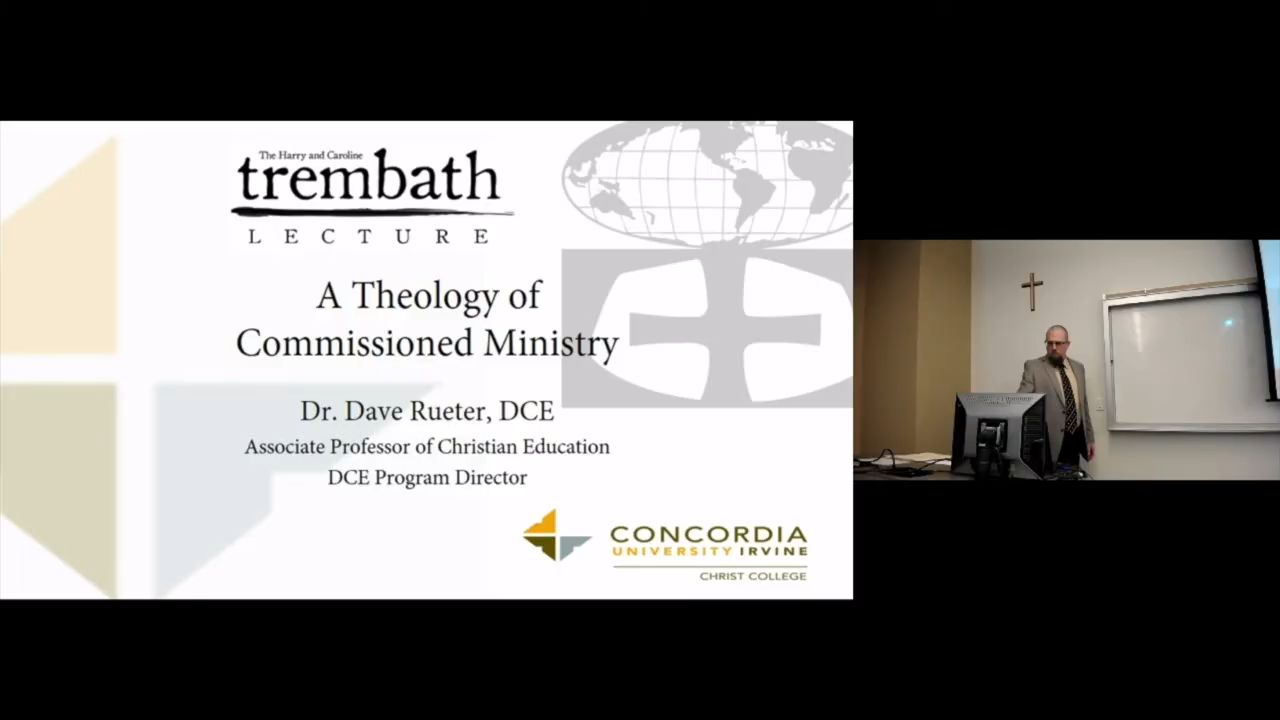 The Harry and Caroline
trembath
LECTURE
A Theology of
Commissioned Ministry
Dr. Dave Rueter, DCE
Associate Professor of Christian Education
DCE Program Director
CONCORDIA
UNIVERSITY IRVINE
CHRIST COLLEGE